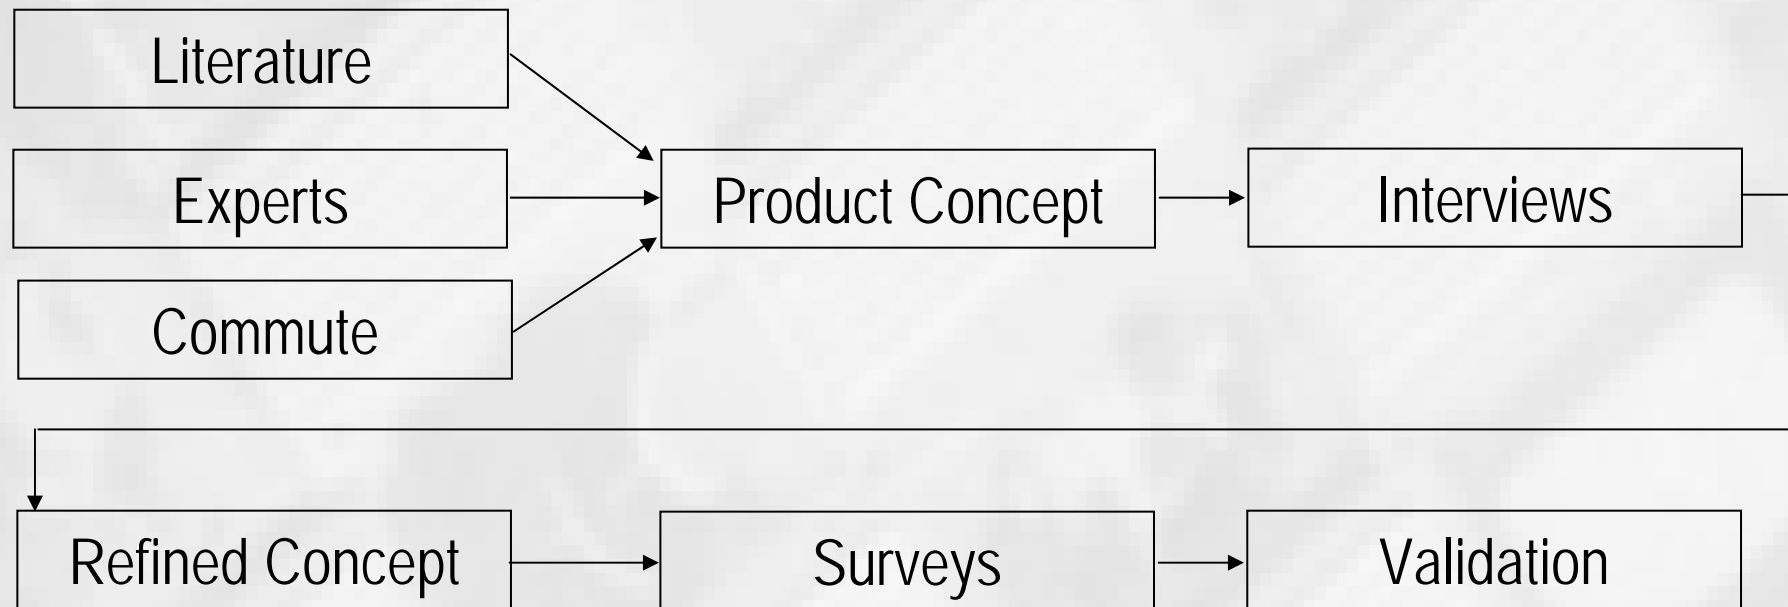 Literature
Experts
Product Concept
Interviews
Commute
Refined Concept
Surveys
Validation